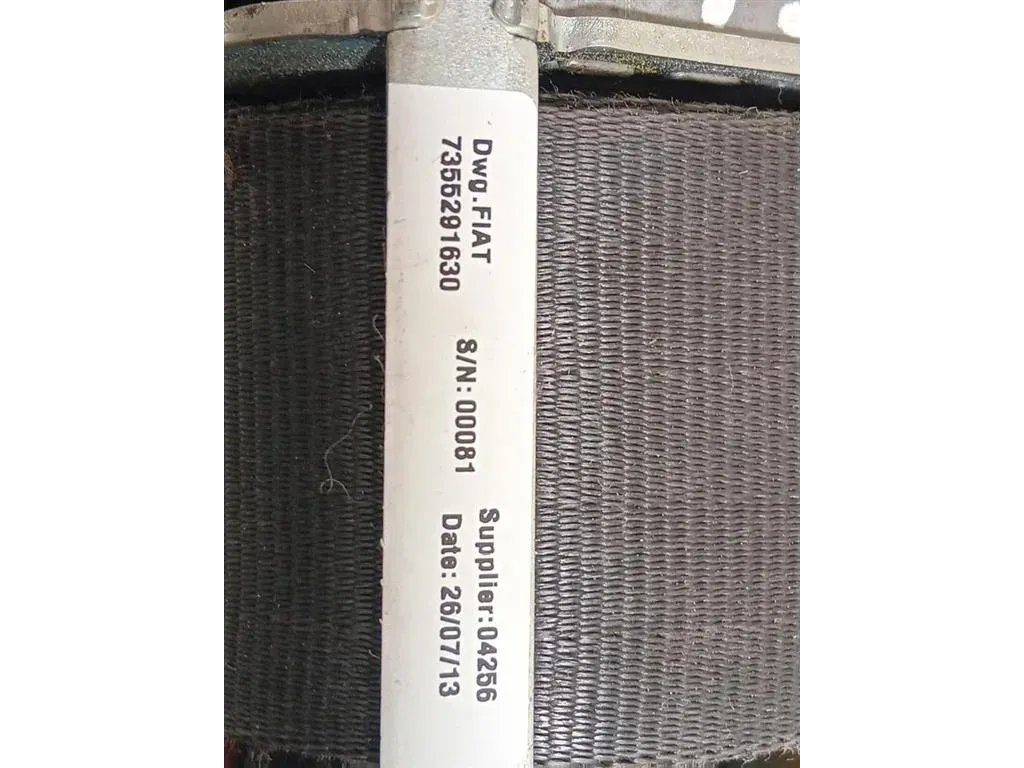 Dwg.FIAT
7355291630
S/N:00081
Supplier:04256
Date:26/07/13